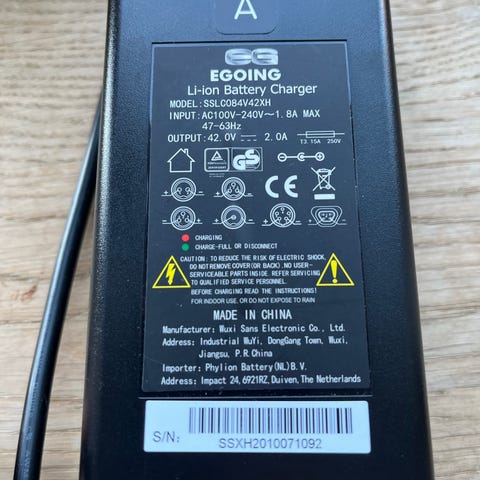 A
EG
EGOING
Li-ion Battery Charger
MODEL:SSLC084V42XH
INPUT:AC100V-240V～1.8A MAX
47-63Hz
OUTPUT:42.0V⎓ 2.0A
T3.15A 250V
GS
CE
CHARGING
CHARGE-FULL OR DISCONNECT
CAUTION: TO REDUCE THE RISK OF ELECTRIC SHOCK,
DO NOT REMOVE COVER(OR BACK). NO USER-
SERVICEABLE PARTS INSIDE. REFER SERVICING
TO QUALIFIED SERVICE PERSONNEL.
BEFORE CHARGING READ THE INSTRUCTIONS!
FOR INDOOR USE. OR DO NOT EXPOSE TO RAIN
MADE IN CHINA
Manufacturer: Wuxi Sans Electronic Co., Ltd.
Address: Industrial WuYi, DongGang Town, Wuxi,
Jiangsu, P.R.China
Importer: Phylion Battery(NL)B.V.
Address: Impact 24,6921RZ,Duiven,The Netherlands
S/N:
SSXH2010071092